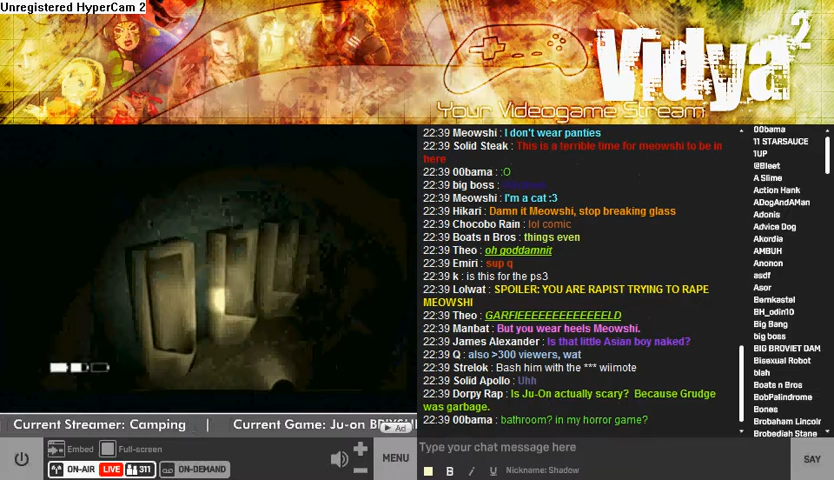 Unregistered HyperCam 2
Vidya²
Your Videogame Stream
22:39 Meowshi : I don't wear panties
22:39 Solid Steak : This is a terrible time for meowshi to be in
here
22:39 00bama : :O
22:39 big boss :
22:39 Meowshi : I'm a cat :3
22:39 Hikari : Damn it Meowshi, stop breaking glass
22:39 Chocobo Rain : lol comic
22:39 Boats n Bros : things even
22:39 Theo : oh goddamnit
22:39 Emiri : sup q
22:39 k : is this for the ps3
22:39 Lolwat : SPOILER: YOU ARE RAPIST TRYING TO RAPE
MEOWSHI
22:39 Theo : GARFIEEEEEEEEEEEEELD
22:39 Manbat : But you wear heels Meowshi.
22:39 James Alexander : Is that little Asian boy naked?
22:39 Q : also >300 viewers, wat
22:39 Strelok : Bash him with the *** wiimote
22:39 Solid Apollo : Uhh
22:39 Dorpy Rap : Is Ju-On actually scary? Because Grudge
was garbage.
22:39 00bama : bathroom? in my horror game?
00bama
11 STARSAUCE
1UP
@Bleet
A Slime
Action Hank
ADogAndAMan
Adonis
Advice Dog
Akordia
AMBUH
Anonon
asdf
Asor
Bernkastel
BH_odin10
Big Bang
big boss
BIG BROVIET DAM
Bisexual Robot
blah
Boats n Bros
BobPalindrome
Bones
Brobaham Lincoln
Brobediah Stane
Current Streamer: Camping | Current Game: Ju-on
Ad
Embed
Full-screen
ON-AIR LIVE 311
ON-DEMAND
MENU
Type your chat message here
B / U Nickname: Shadow
SAY